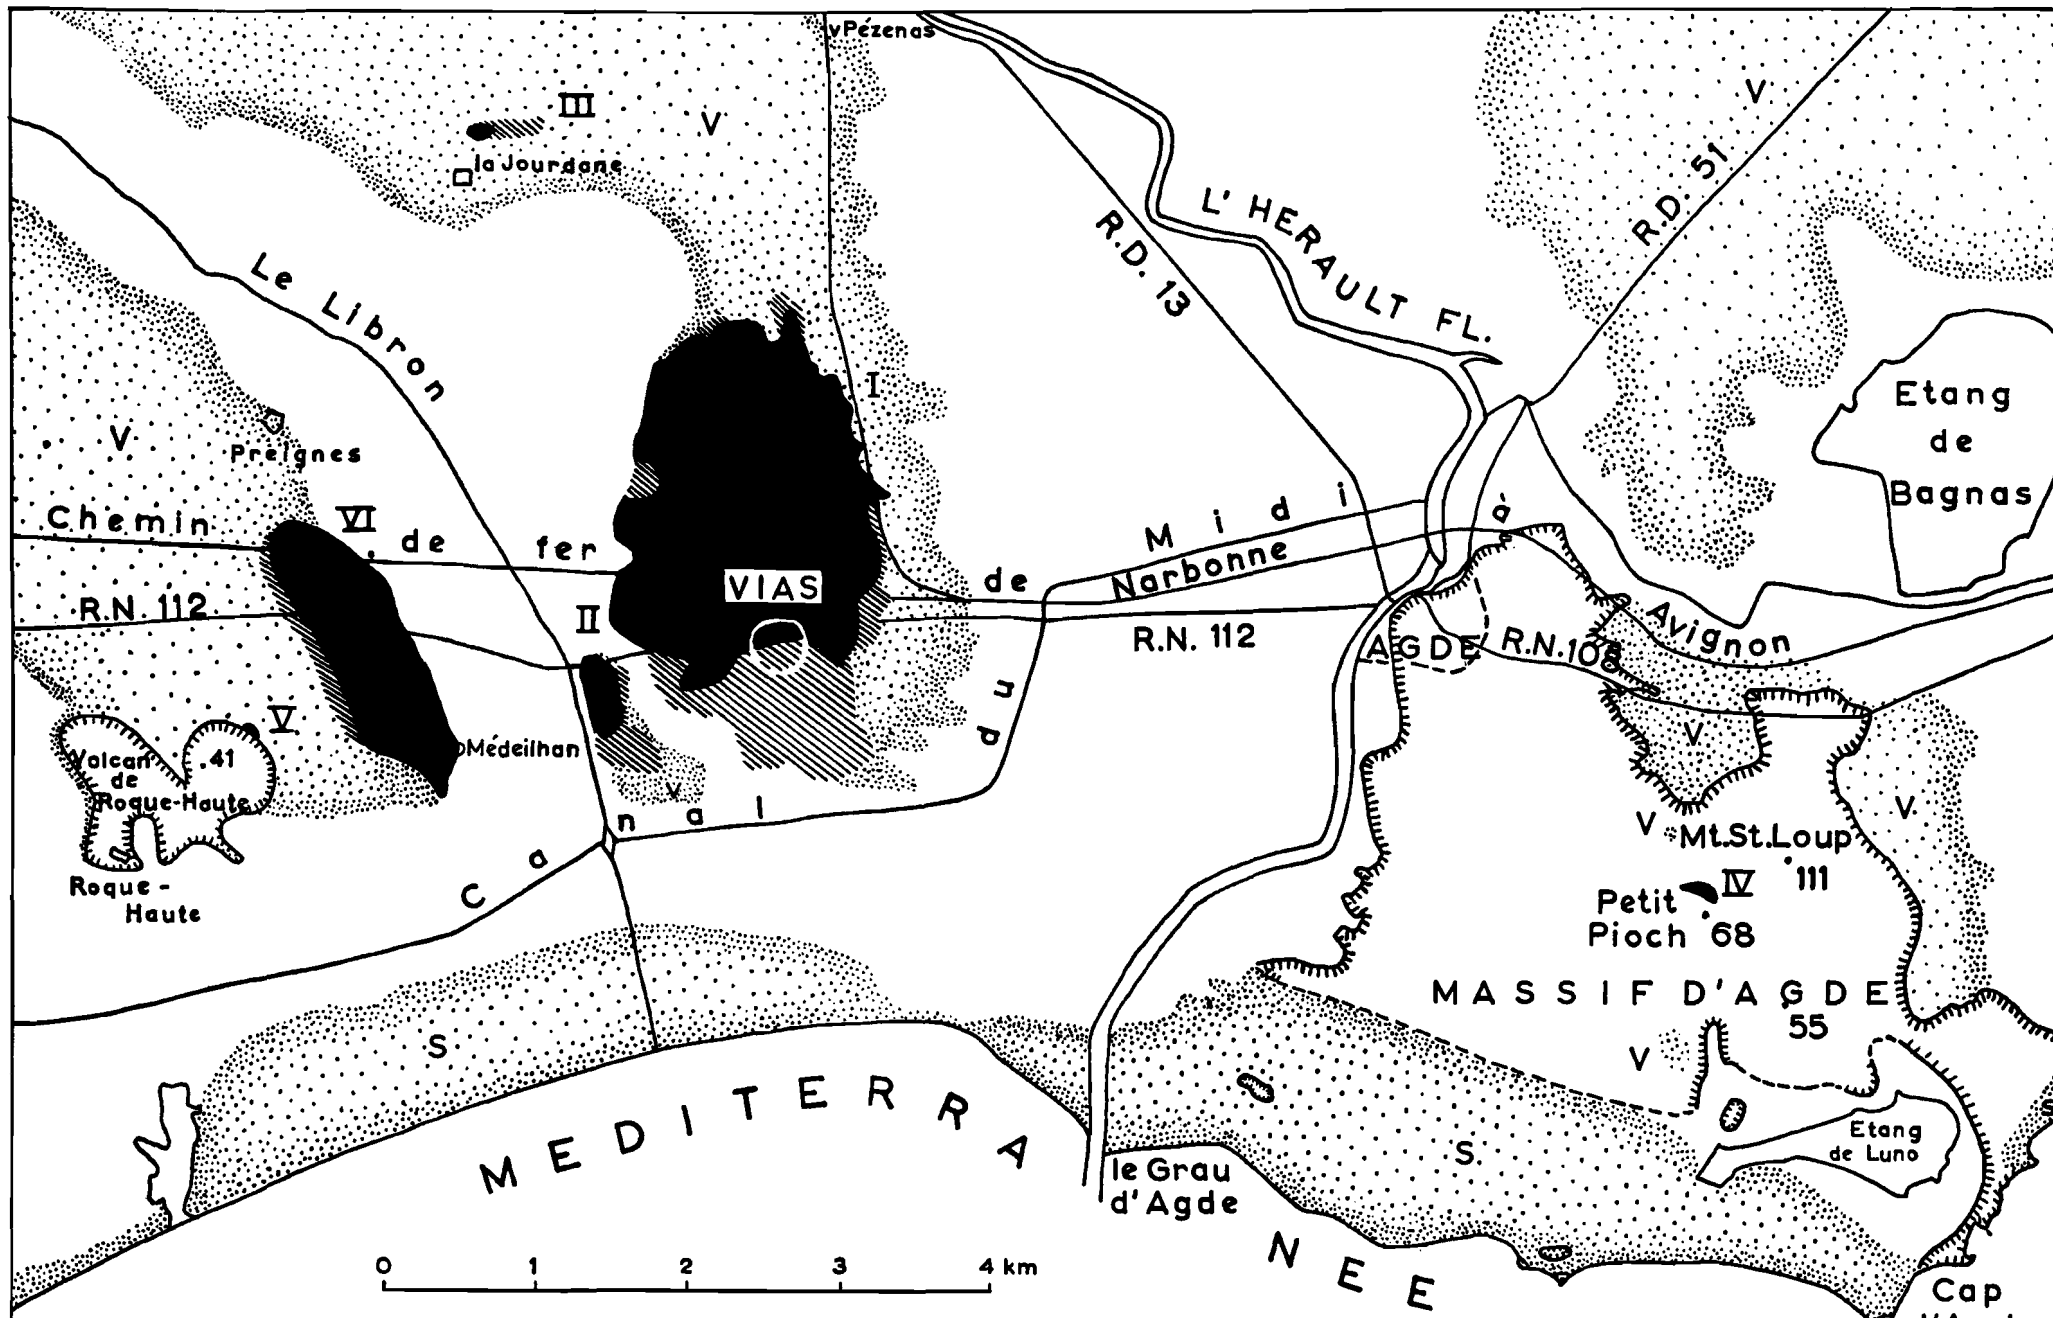 v Pézenas
III
V
V
la Jourdane
R.D. 51
L' HERAULT FL.
R.D. 13
Le Libron
I
Etang
de
Bagnas
V
Preignes
Chemin de fer de Narbonne à Avignon
VI
Canal du Midi
VIAS
R.N. 112
II
R.N. 112
AGDE
R.N. 108
V
V
Médeilhan
Volcan
de
Roque-Haute
.41
V
V
V
Mt.St.Loup
111
Roque-
Haute
IV
Petit
Pioch 68
MASSIF D'AGDE
55
S
V
S
Etang
de Luno
S
MEDITERRANEE
le Grau
d'Agde
0 1 2 3 4 km
Cap